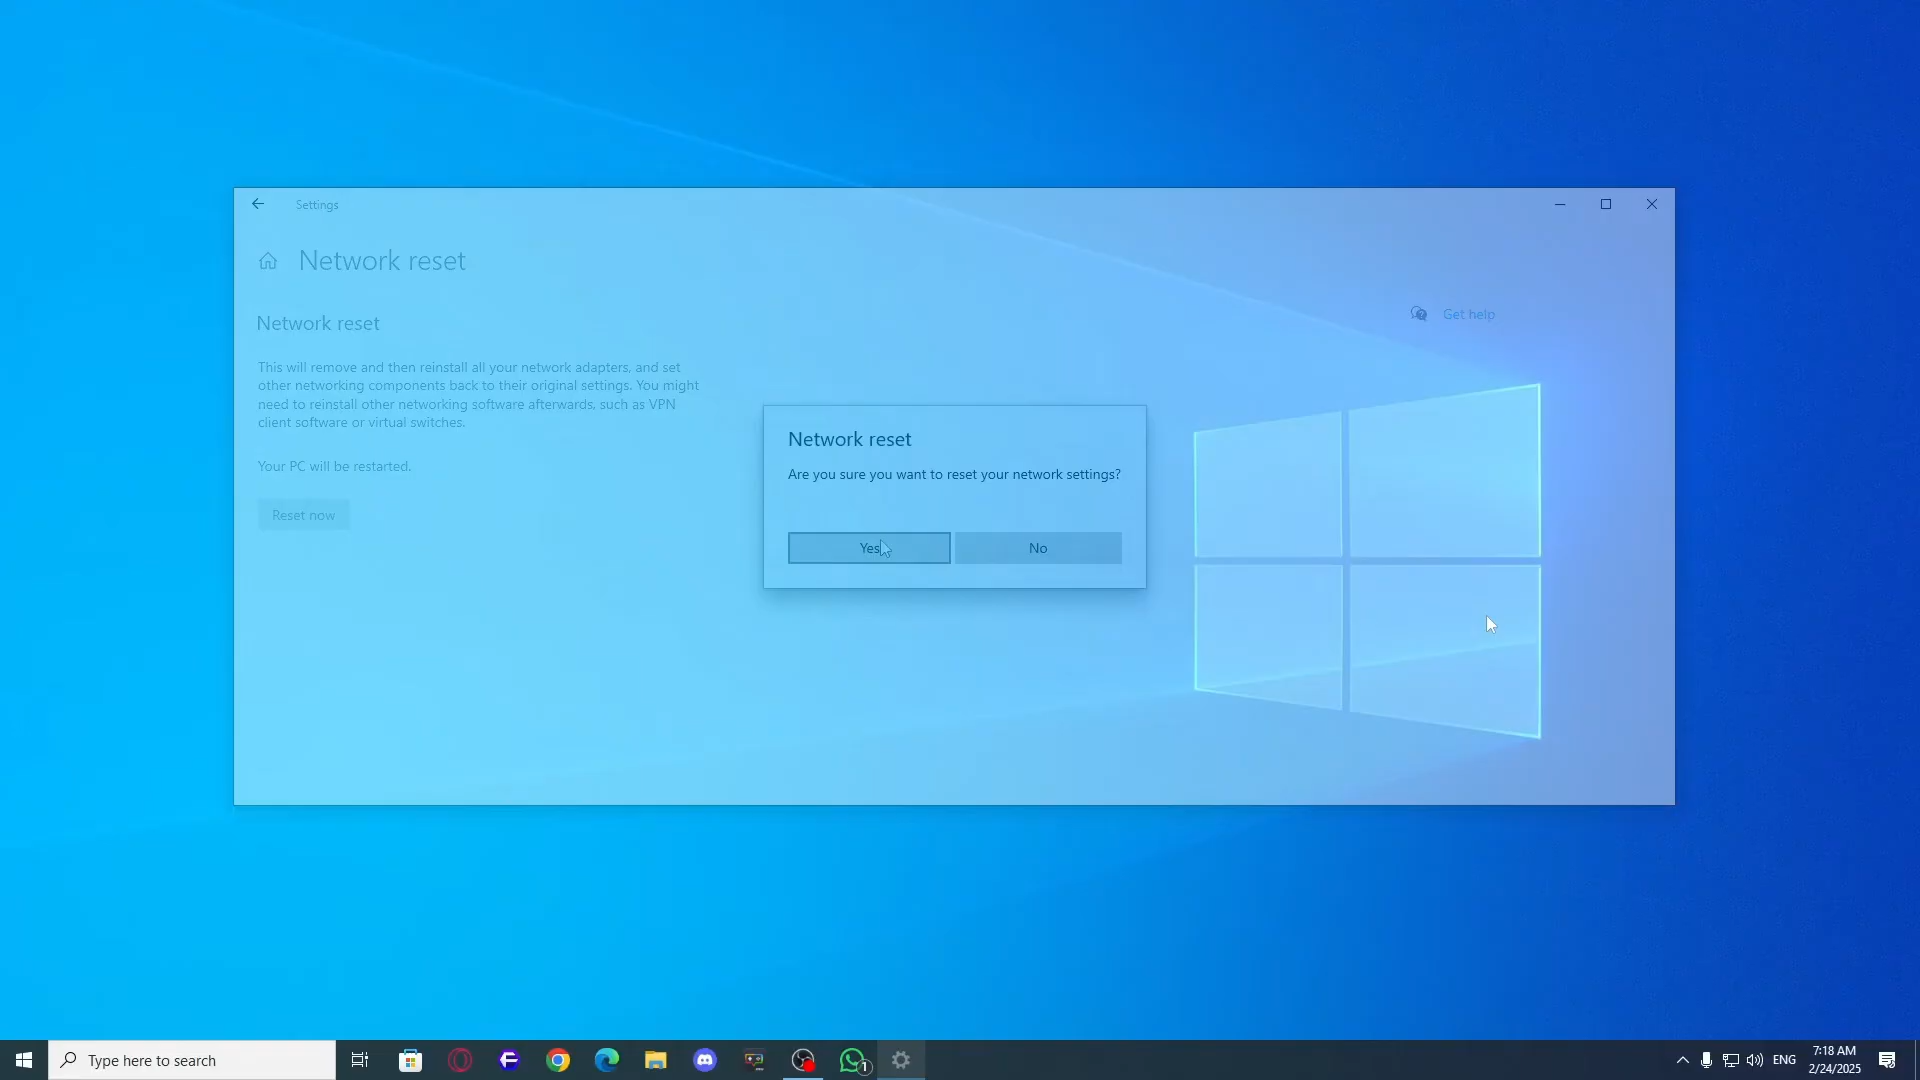 Settings
Network reset
Network reset
Get help
This will remove and then reinstall all your network adapters, and set
other networking components back to their original settings. You might
need to reinstall other networking software afterwards, such as VPN
client software or virtual switches.
Your PC will be restarted.
Reset now
Network reset
Are you sure you want to reset your network settings?
Yes
No
Type here to search
1
ENG
7:18 AM
2/24/2025